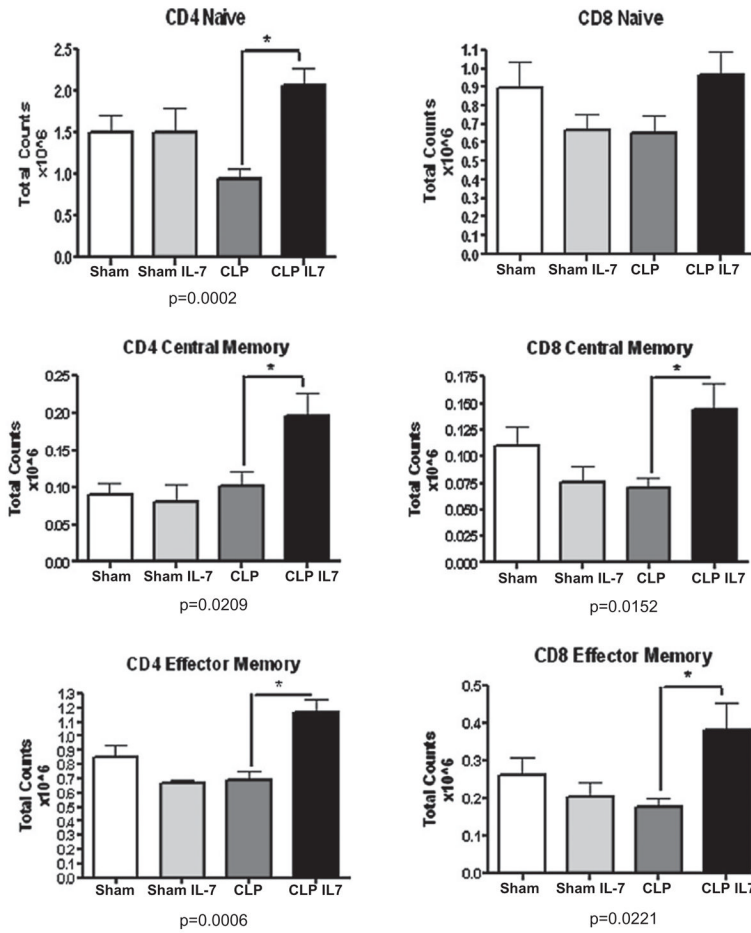 CD4 Naive
*
Total Counts
x10^6
2.5
2.0
1.5
1.0
0.5
0.0
Sham Sham IL-7 CLP CLP IL7
p=0.0002
CD8 Naive
Total Counts
x10^6
1.1
1.0
0.9
0.8
0.7
0.6
0.5
0.4
0.3
0.2
0.1
0.0
Sham Sham IL-7 CLP CLP IL7
CD4 Central Memory
*
Total Counts
x10^6
0.25
0.20
0.15
0.10
0.05
0.00
Sham Sham IL-7 CLP CLP IL7
p=0.0209
CD8 Central Memory
*
Total Counts
x10^6
0.175
0.150
0.125
0.100
0.075
0.050
0.025
0.000
Sham Sham IL-7 CLP CLP IL7
p=0.0152
CD4 Effector Memory
*
Total Counts
x10^6
1.3
1.2
1.1
1.0
0.9
0.8
0.7
0.6
0.5
0.4
0.3
0.2
0.1
0.0
Sham Sham IL-7 CLP CLP IL7
p=0.0006
CD8 Effector Memory
*
Total Counts
x10^6
0.5
0.4
0.3
0.2
0.1
0.0
Sham Sham IL-7 CLP CLP IL7
p=0.0221